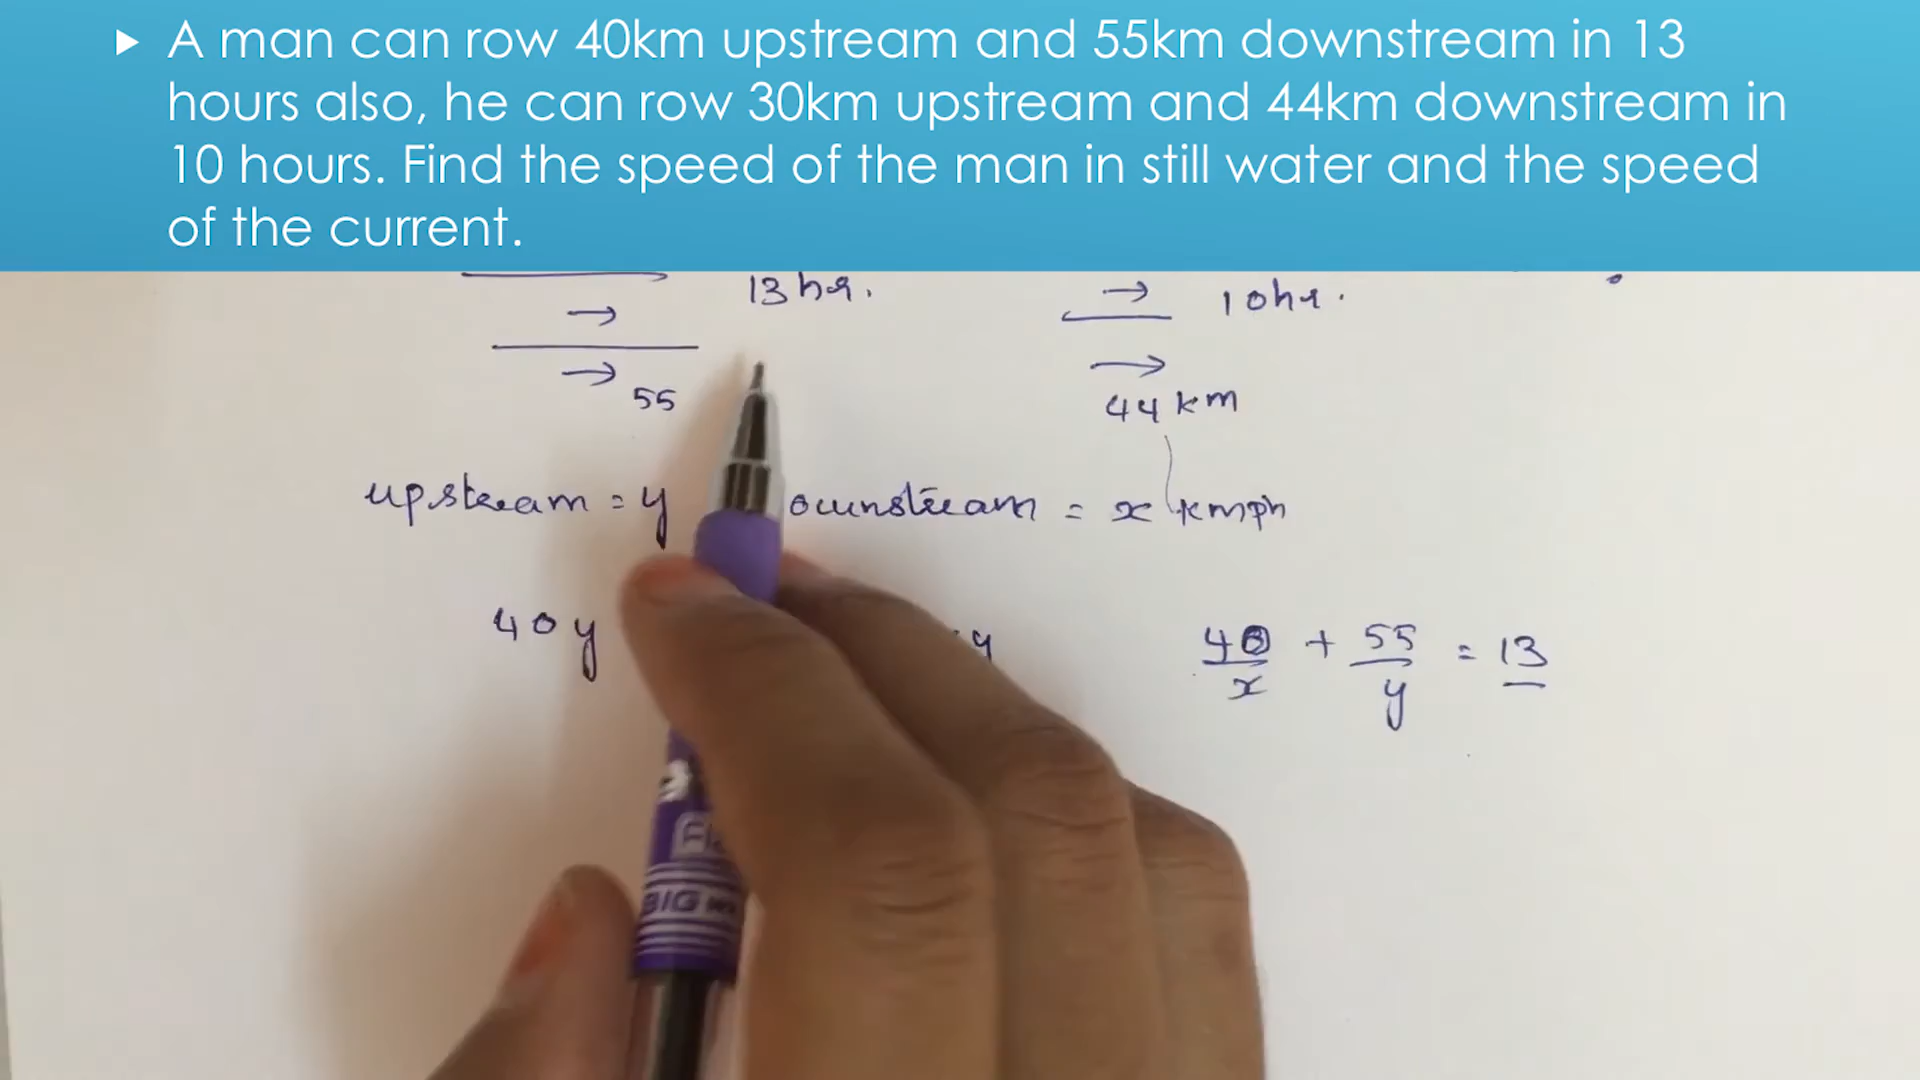 A man can row 40km upstream and 55km downstream in 13
hours also, he can row 30km upstream and 44km downstream in
10 hours. Find the speed of the man in still water and the speed
of the current.
13 hr. 10 hr.
55 44 km
upstream = y ownstream = x kmph
40 y y 40/x + 55/y = 13
BIG